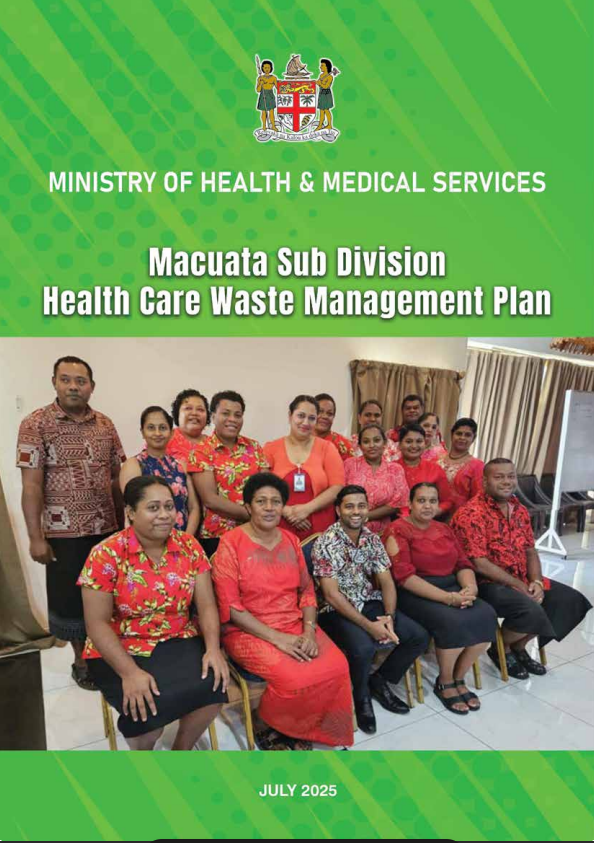 MINISTRY OF HEALTH & MEDICAL SERVICES
Macuata Sub Division
Health Care Waste Management Plan
JULY 2025